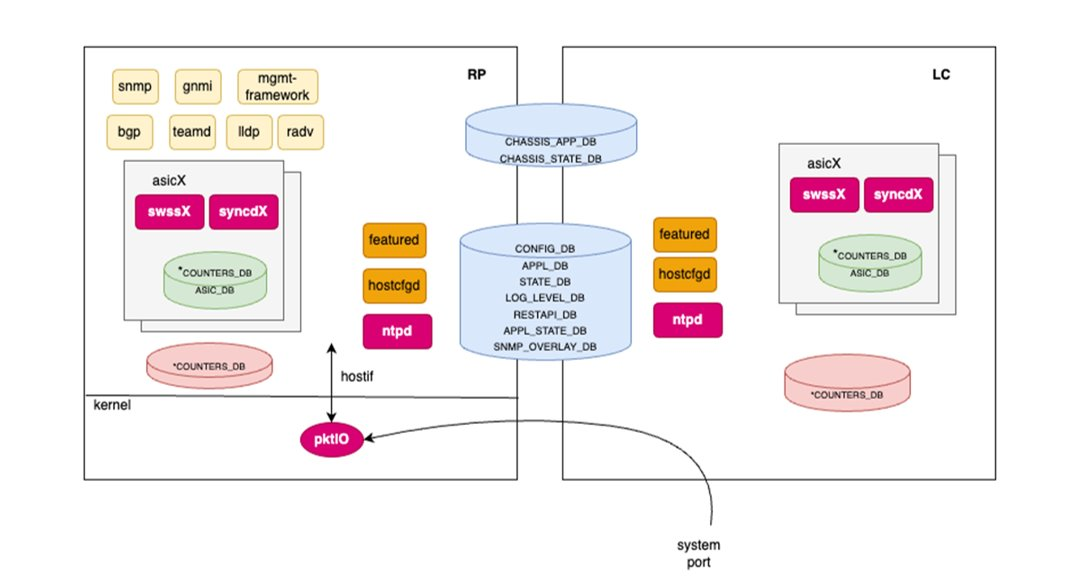 RP
snmp
gnmi
mgmt-
framework
bgp
teamd
lldp
radv
asicX
swssX
syncdX
*COUNTERS_DB
ASIC_DB
*COUNTERS_DB
featured
hostcfgd
ntpd
hostif
kernel
pktIO
CHASSIS_APP_DB
CHASSIS_STATE_DB
CONFIG_DB
APPL_DB
STATE_DB
LOG_LEVEL_DB
RESTAPI_DB
APPL_STATE_DB
SNMP_OVERLAY_DB
LC
featured
hostcfgd
ntpd
asicX
swssX
syncdX
*COUNTERS_DB
ASIC_DB
*COUNTERS_DB
system
port